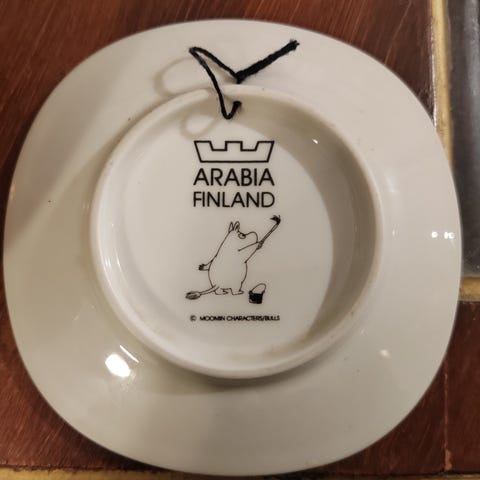 ARABIA
FINLAND
© MOOMIN CHARACTERS/BULLS